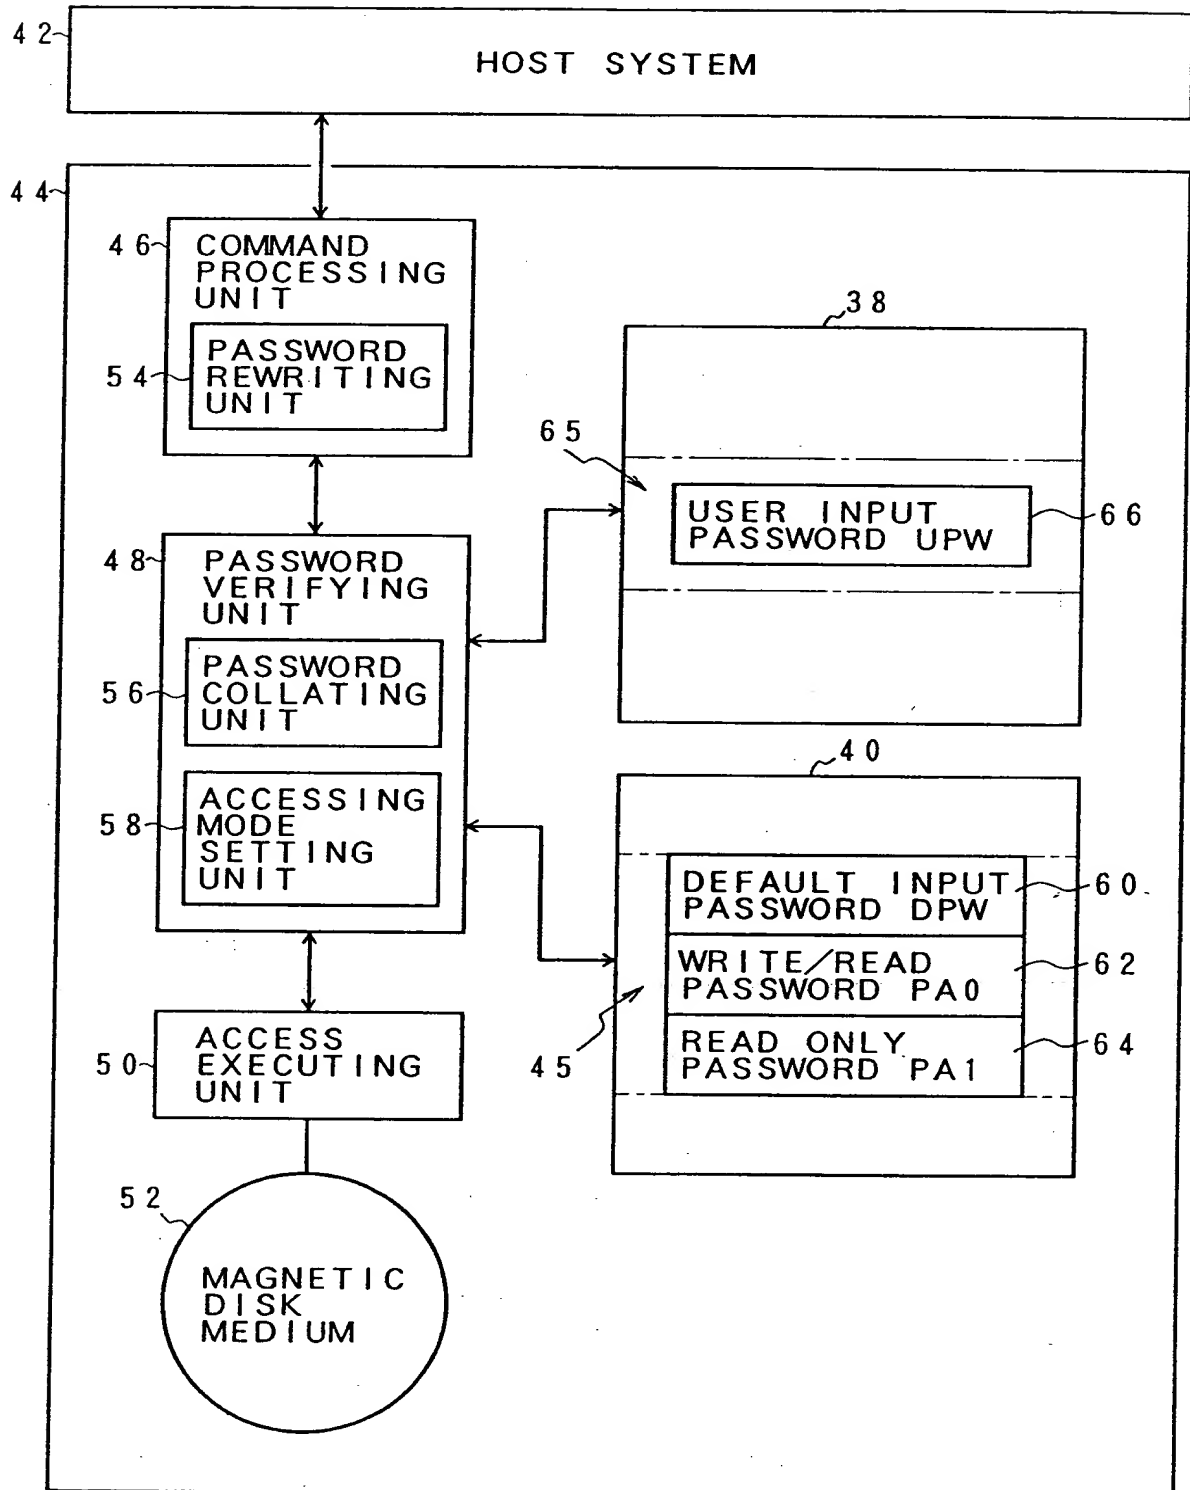 42
HOST SYSTEM
44
46
COMMAND
PROCESSING
UNIT
54
PASSWORD
REWRITING
UNIT
38
65
USER INPUT
PASSWORD UPW
66
48
PASSWORD
VERIFYING
UNIT
56
PASSWORD
COLLATING
UNIT
58
ACCESSING
MODE
SETTING
UNIT
40
DEFAULT INPUT
PASSWORD DPW
60
WRITE/READ
PASSWORD PA0
62
READ ONLY
PASSWORD PA1
64
45
50
ACCESS
EXECUTING
UNIT
52
MAGNETIC
DISK
MEDIUM